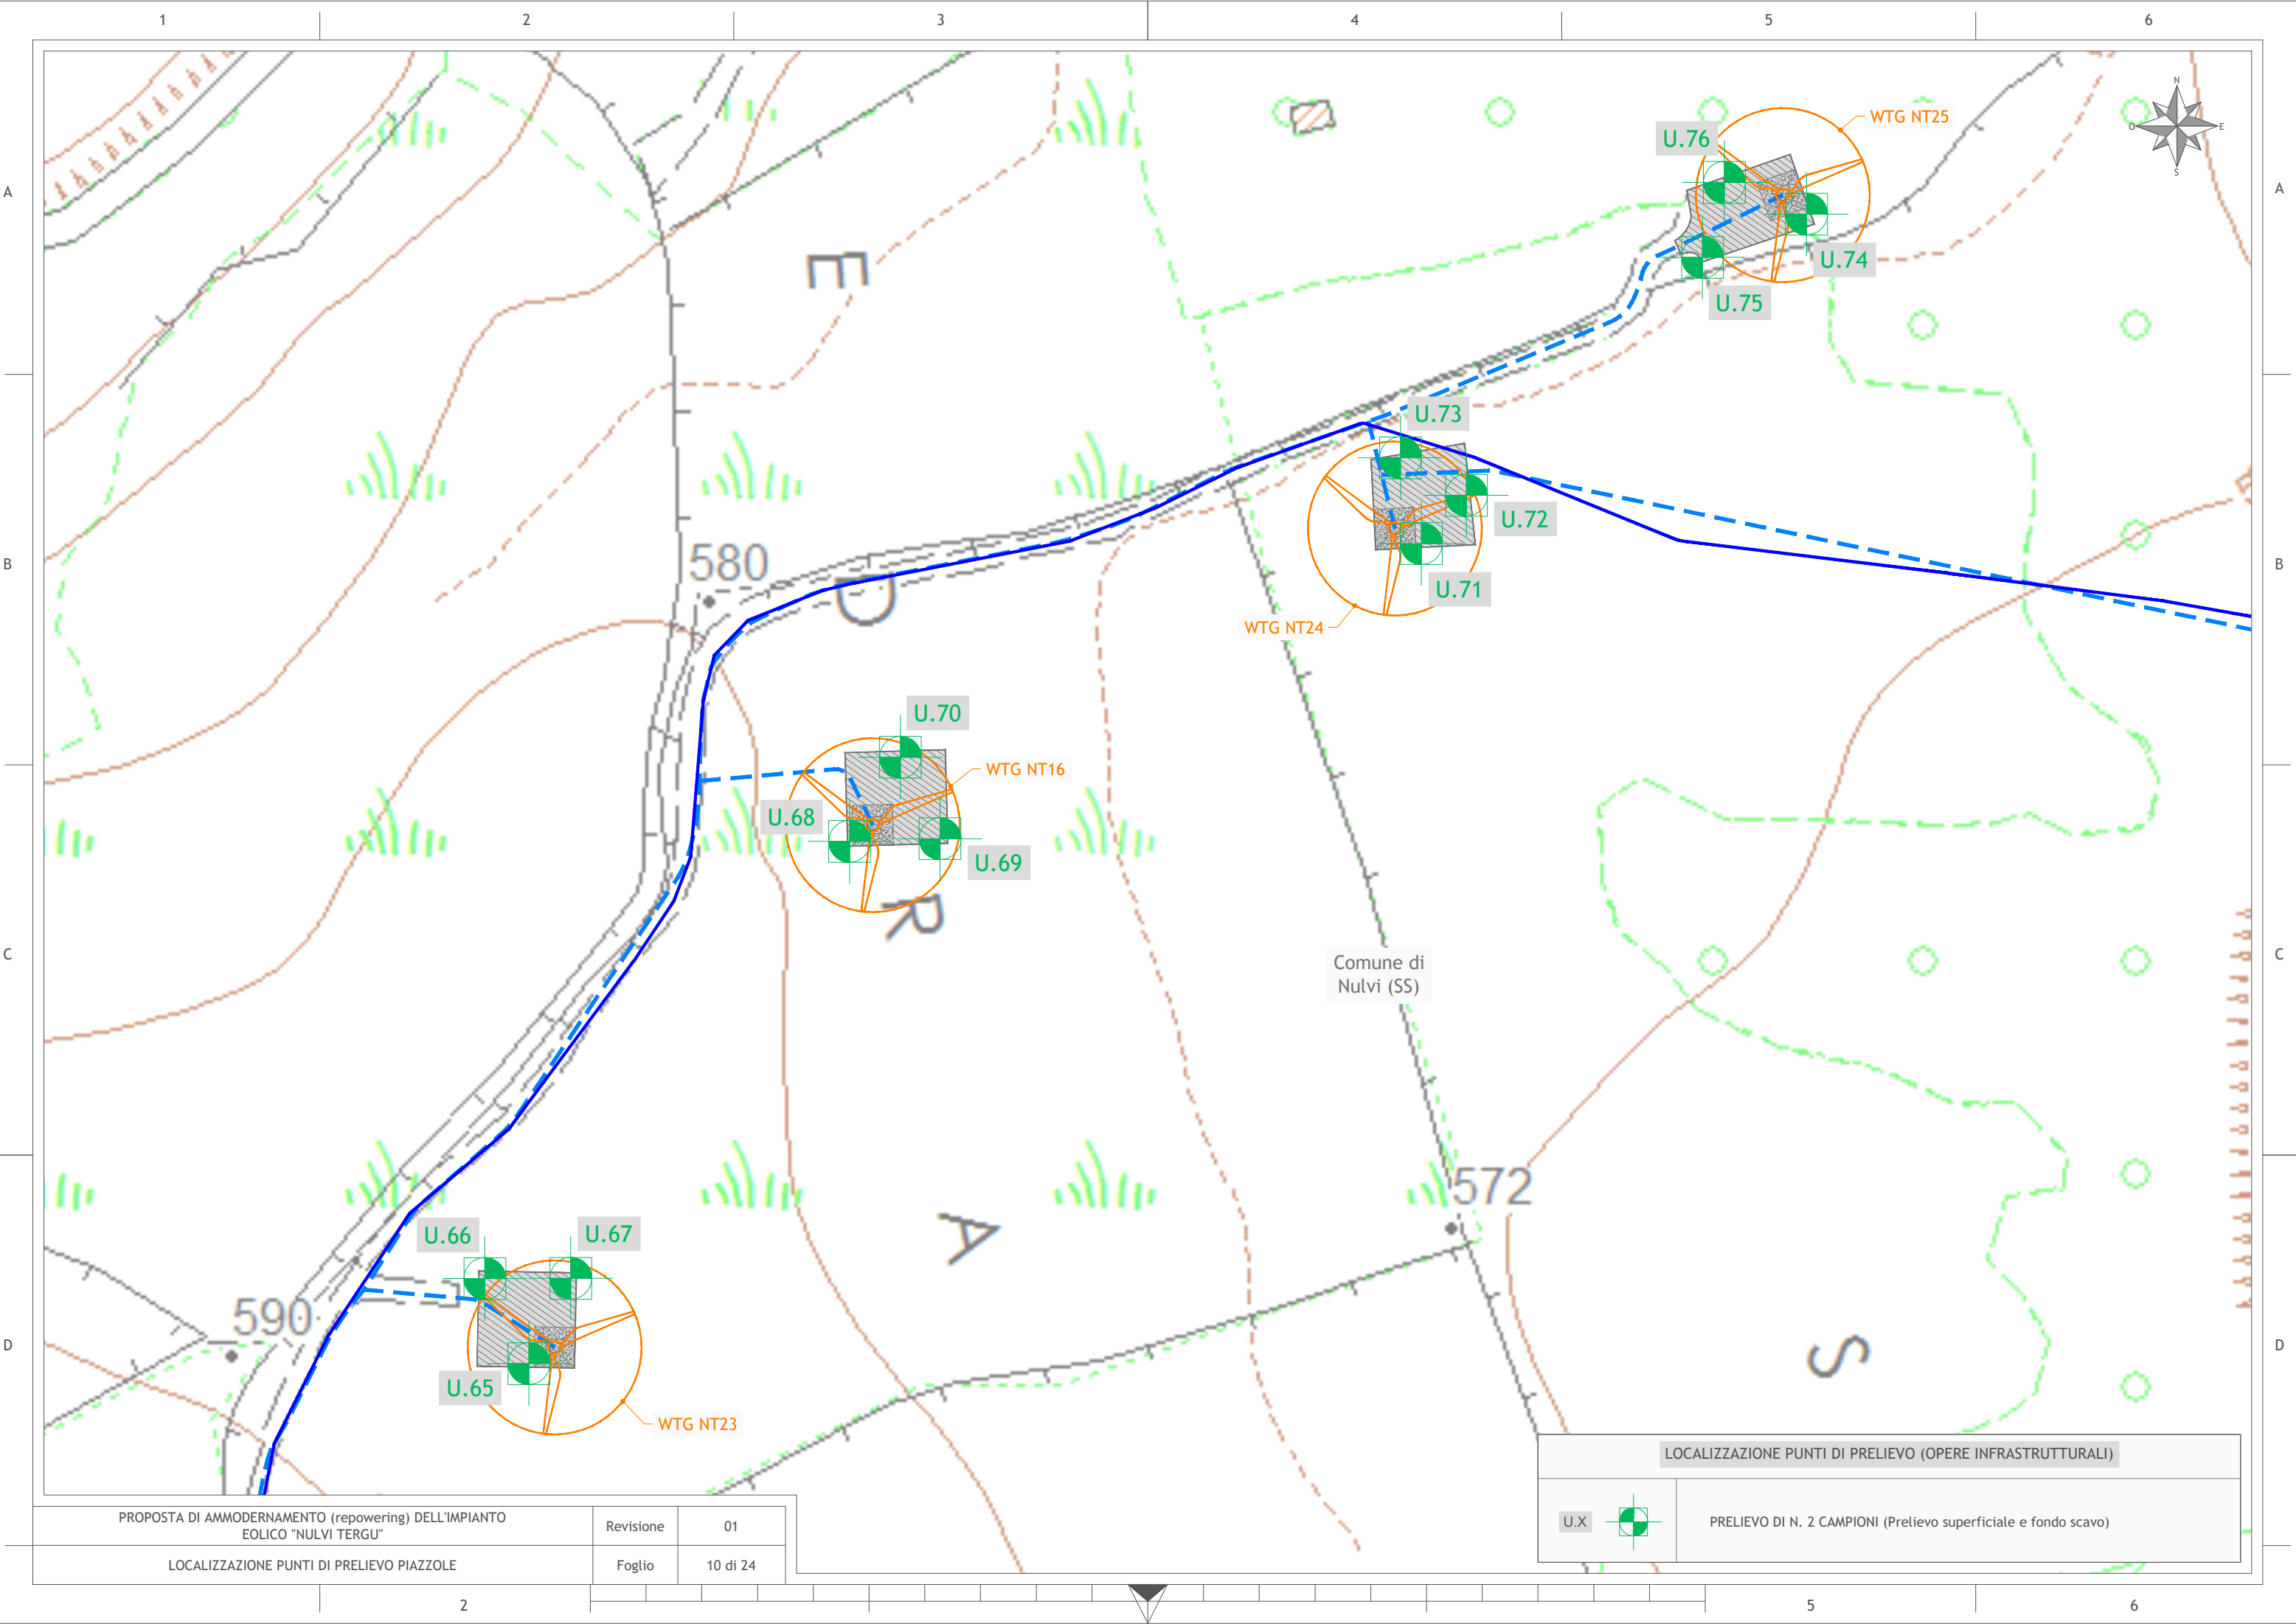 1
2
3
4
5
6
A
A
N
O
E
S
WTG NT25
U.76
U.74
U.75
E
U.73
U.72
U.71
WTG NT24
B
B
580
D
U.70
WTG NT16
U.68
U.69
R
C
C
Comune di
Nulvi (SS)
572
A
U.66
U.67
590
U.65
WTG NT23
D
D
S
LOCALIZZAZIONE PUNTI DI PRELIEVO (OPERE INFRASTRUTTURALI)
U.X
PRELIEVO DI N. 2 CAMPIONI (Prelievo superficiale e fondo scavo)
PROPOSTA DI AMMODERNAMENTO (repowering) DELL'IMPIANTO
EOLICO "NULVI TERGU"
Revisione
01
LOCALIZZAZIONE PUNTI DI PRELIEVO PIAZZOLE
Foglio
10 di 24
2
5
6